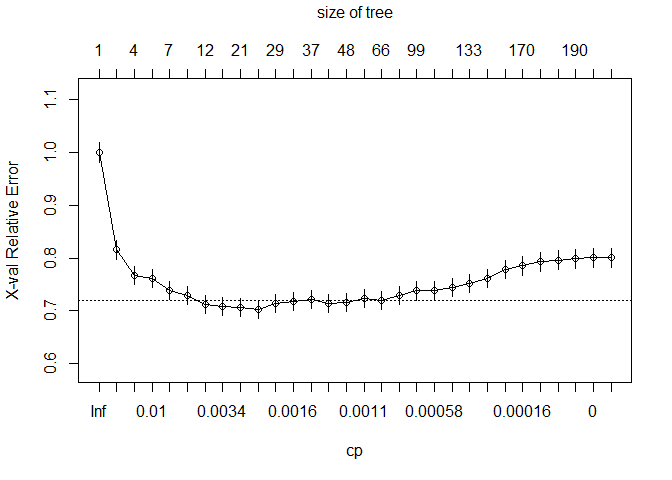 size of tree
1 4 7 12 21 29 37 48 66 99 133 170 190
X-val Relative Error
1.1
1.0
0.9
0.8
0.7
0.6
Inf 0.01 0.0034 0.0016 0.0011 0.00058 0.00016 0
cp